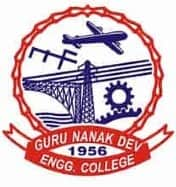 GURU NANAK DEV
1956
ENGG. COLLEGE